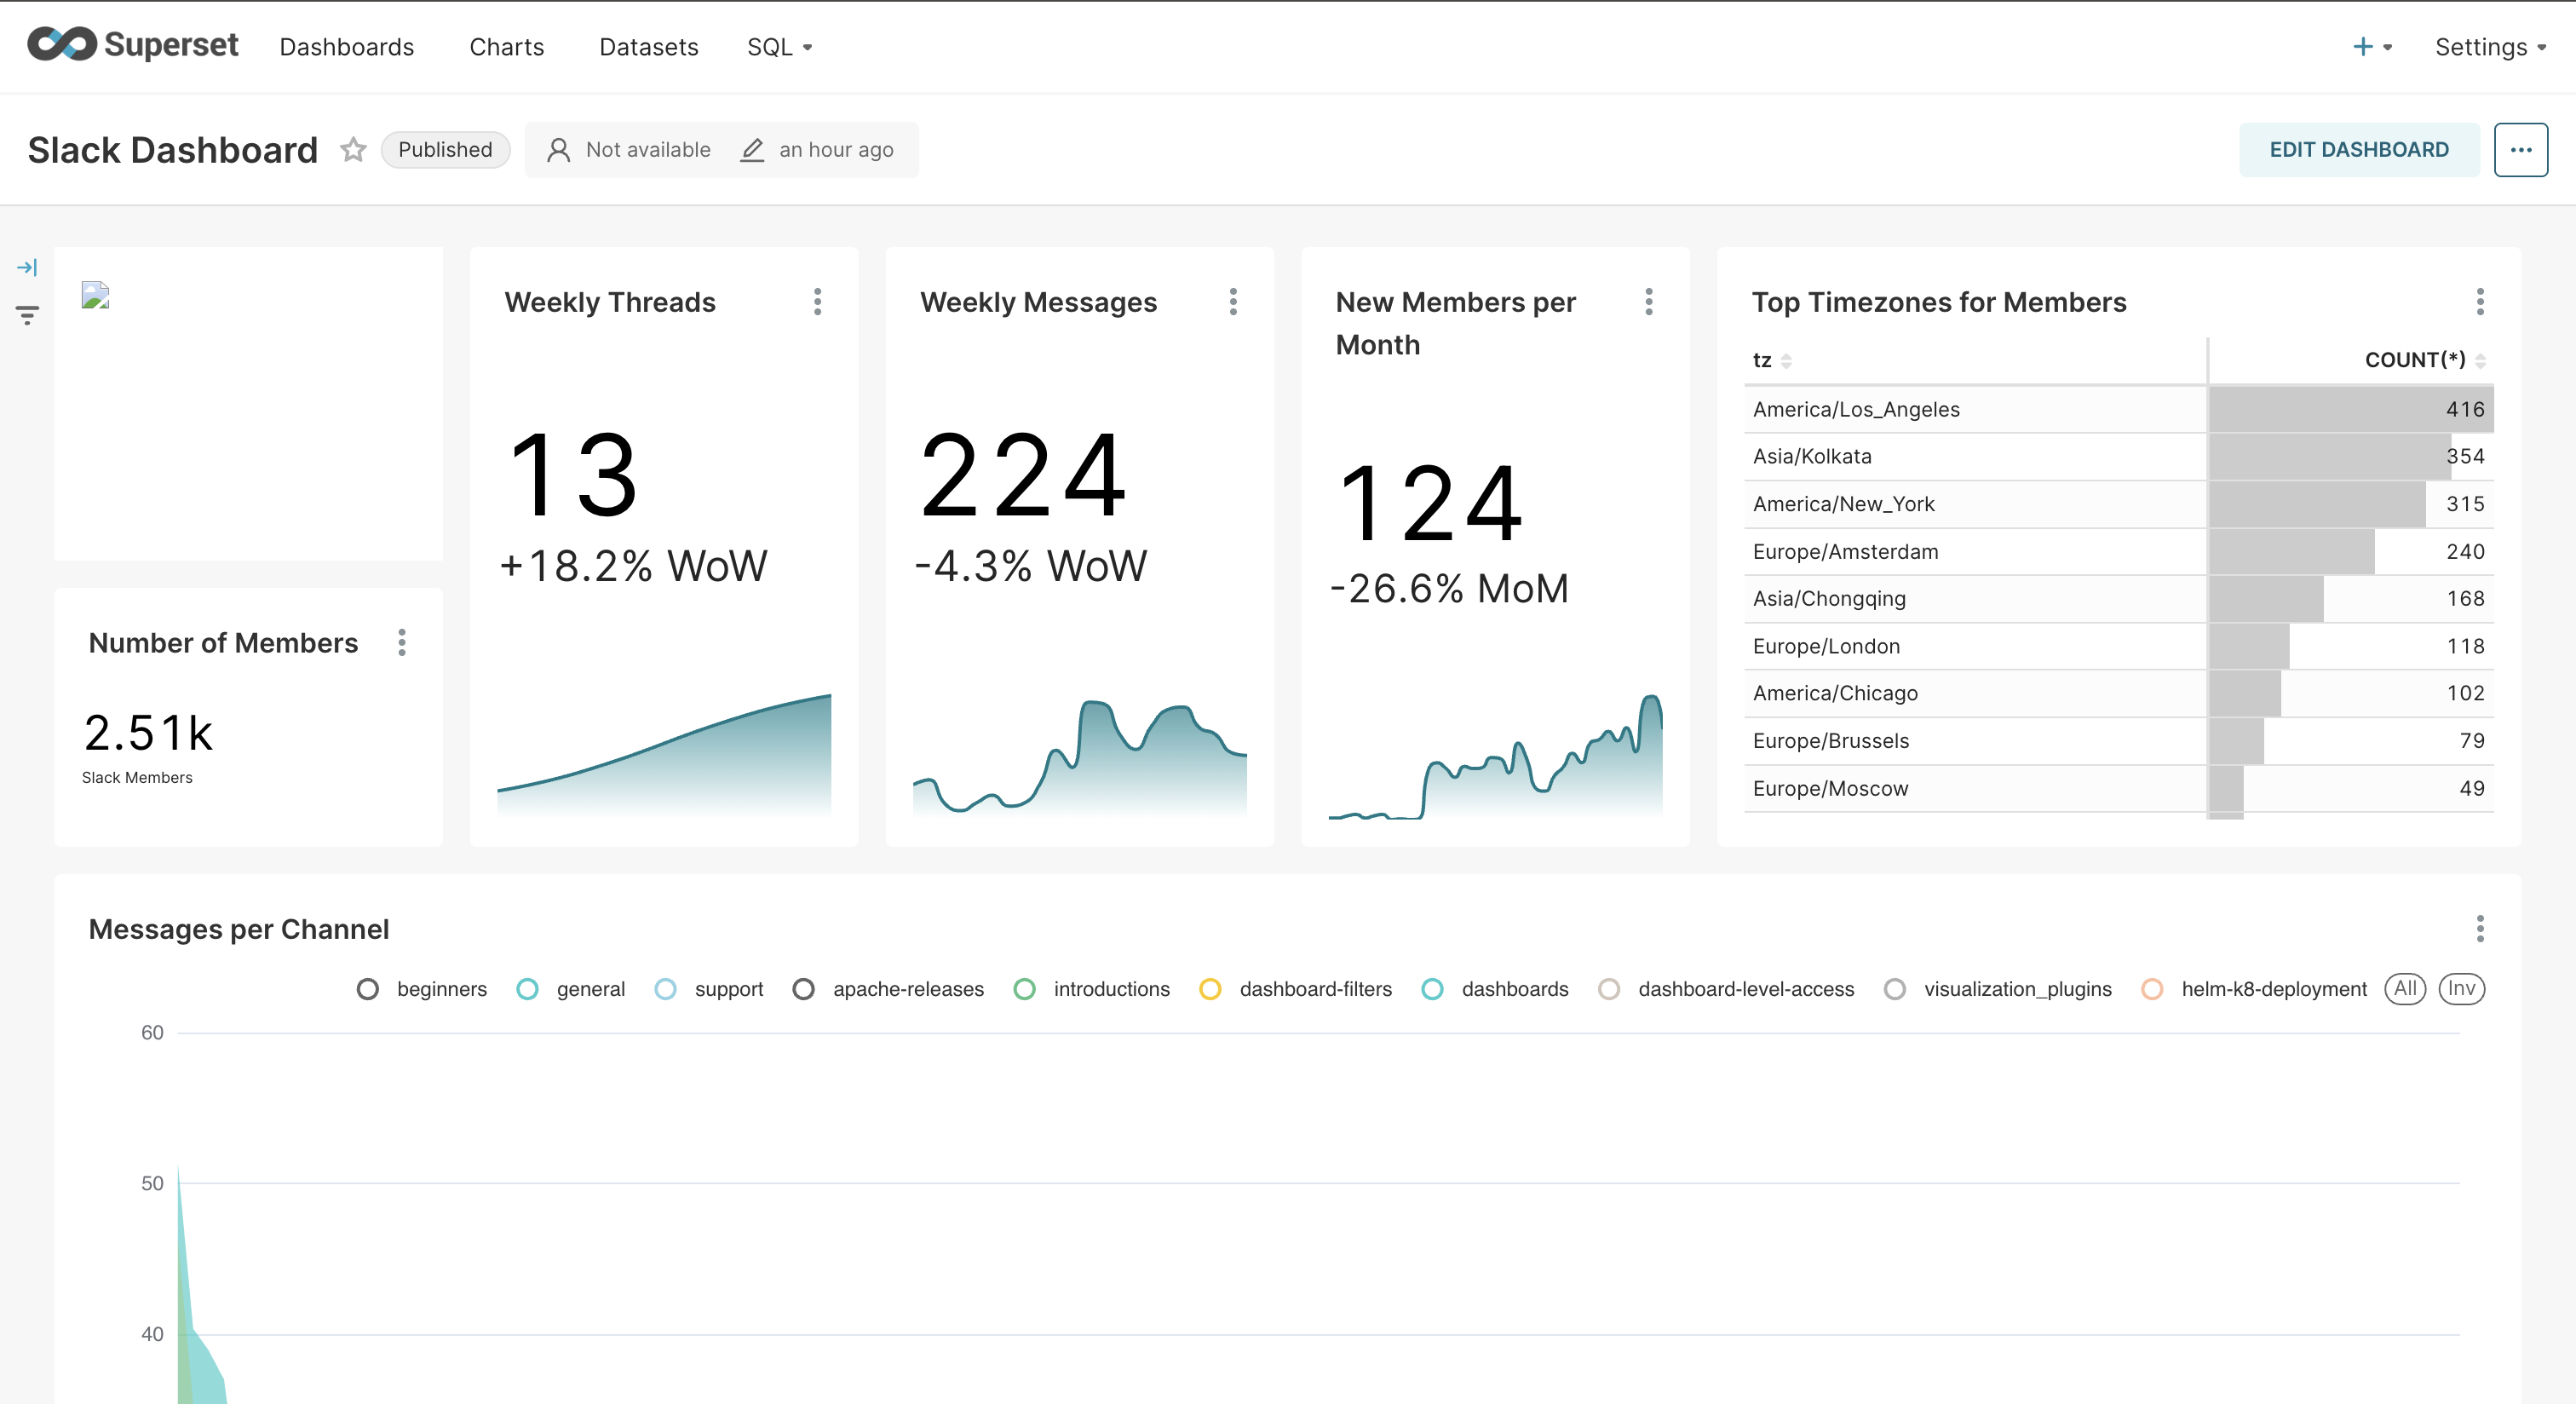 Superset
Dashboards
Charts
Datasets
SQL
+
Settings
Slack Dashboard
Published
Not available
an hour ago
EDIT DASHBOARD
...
Number of Members
2.51k
Slack Members
Weekly Threads
13
+18.2% WoW
Weekly Messages
224
-4.3% WoW
New Members per
Month
124
-26.6% MoM
Top Timezones for Members
tz COUNT(*)
America/Los_Angeles 416
Asia/Kolkata 354
America/New_York 315
Europe/Amsterdam 240
Asia/Chongqing 168
Europe/London 118
America/Chicago 102
Europe/Brussels 79
Europe/Moscow 49
Messages per Channel
beginners general support apache-releases introductions dashboard-filters dashboards dashboard-level-access visualization_plugins helm-k8-deployment All Inv
60
50
40